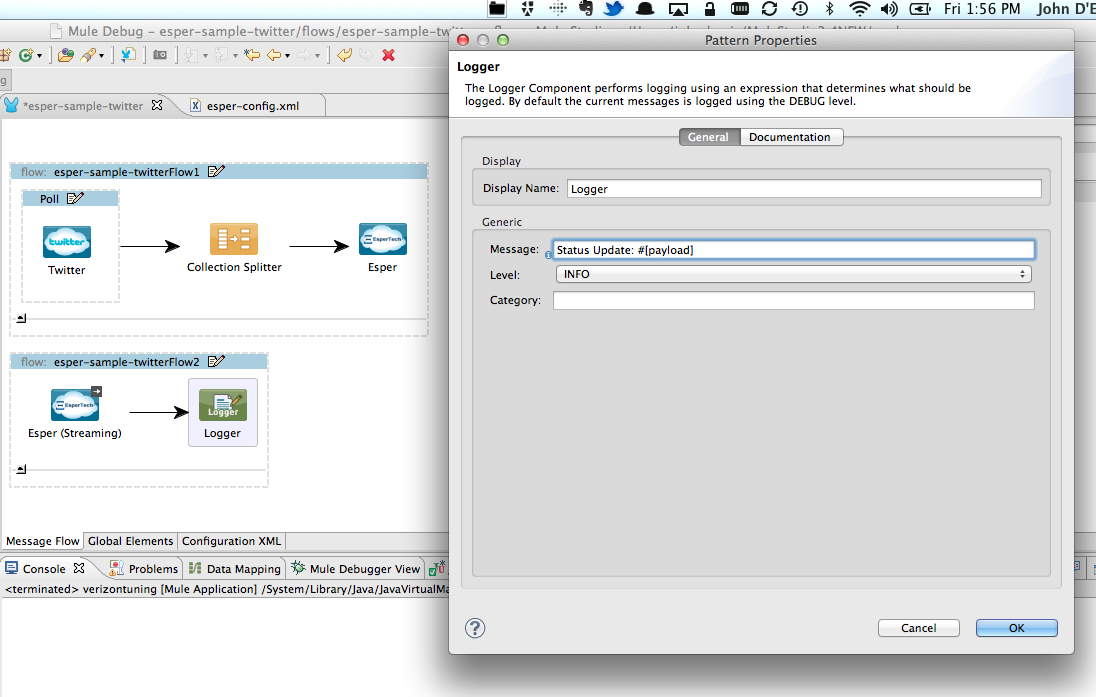 Fri 1:56 PM John D'E
Mule Debug – esper-sample-twitter/flows/esper-sample-tw
Pattern Properties
Logger
The Logger Component performs logging using an expression that determines what should be
logged. By default the current messages is logged using the DEBUG level.
g
*esper-sample-twitter
X esper-config.xml
General Documentation
Display
Display Name: Logger
Generic
Message: Status Update: #[payload]
Level: INFO
Category:
flow: esper-sample-twitterFlow1
Poll
twitter
EsperTech
Twitter
Collection Splitter
Esper
flow: esper-sample-twitterFlow2
EsperTech
Logger
Esper (Streaming)
Logger
Message Flow Global Elements Configuration XML
Console Problems Data Mapping Mule Debugger View
<terminated> verizontuning [Mule Application] /System/Library/Java/JavaVirtualMa
? Cancel OK